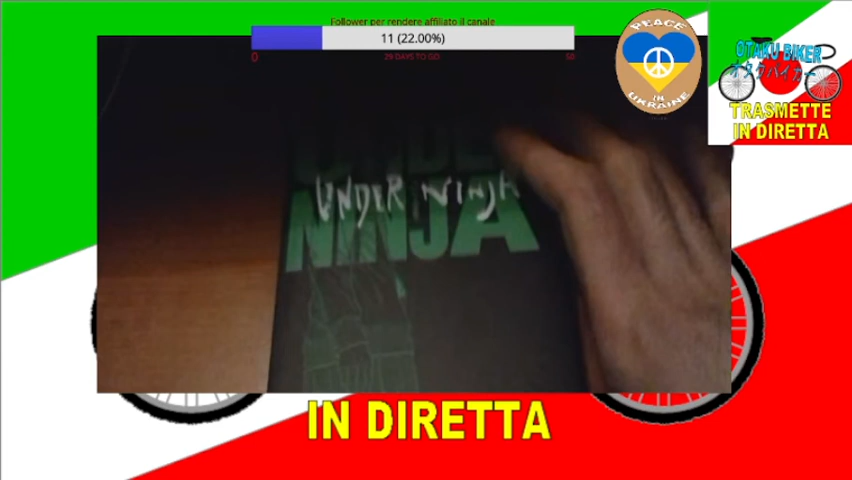 Follower per rendere affiliato il canale
11 (22.00%)
0
29 DAYS TO GO
50
PEACE
IN
UKRAINE
OTAKU BIKER
オタクバイカー
TRASMETTE
IN DIRETTA
UNDER
UNDER NINJA
NINJA
IN DIRETTA